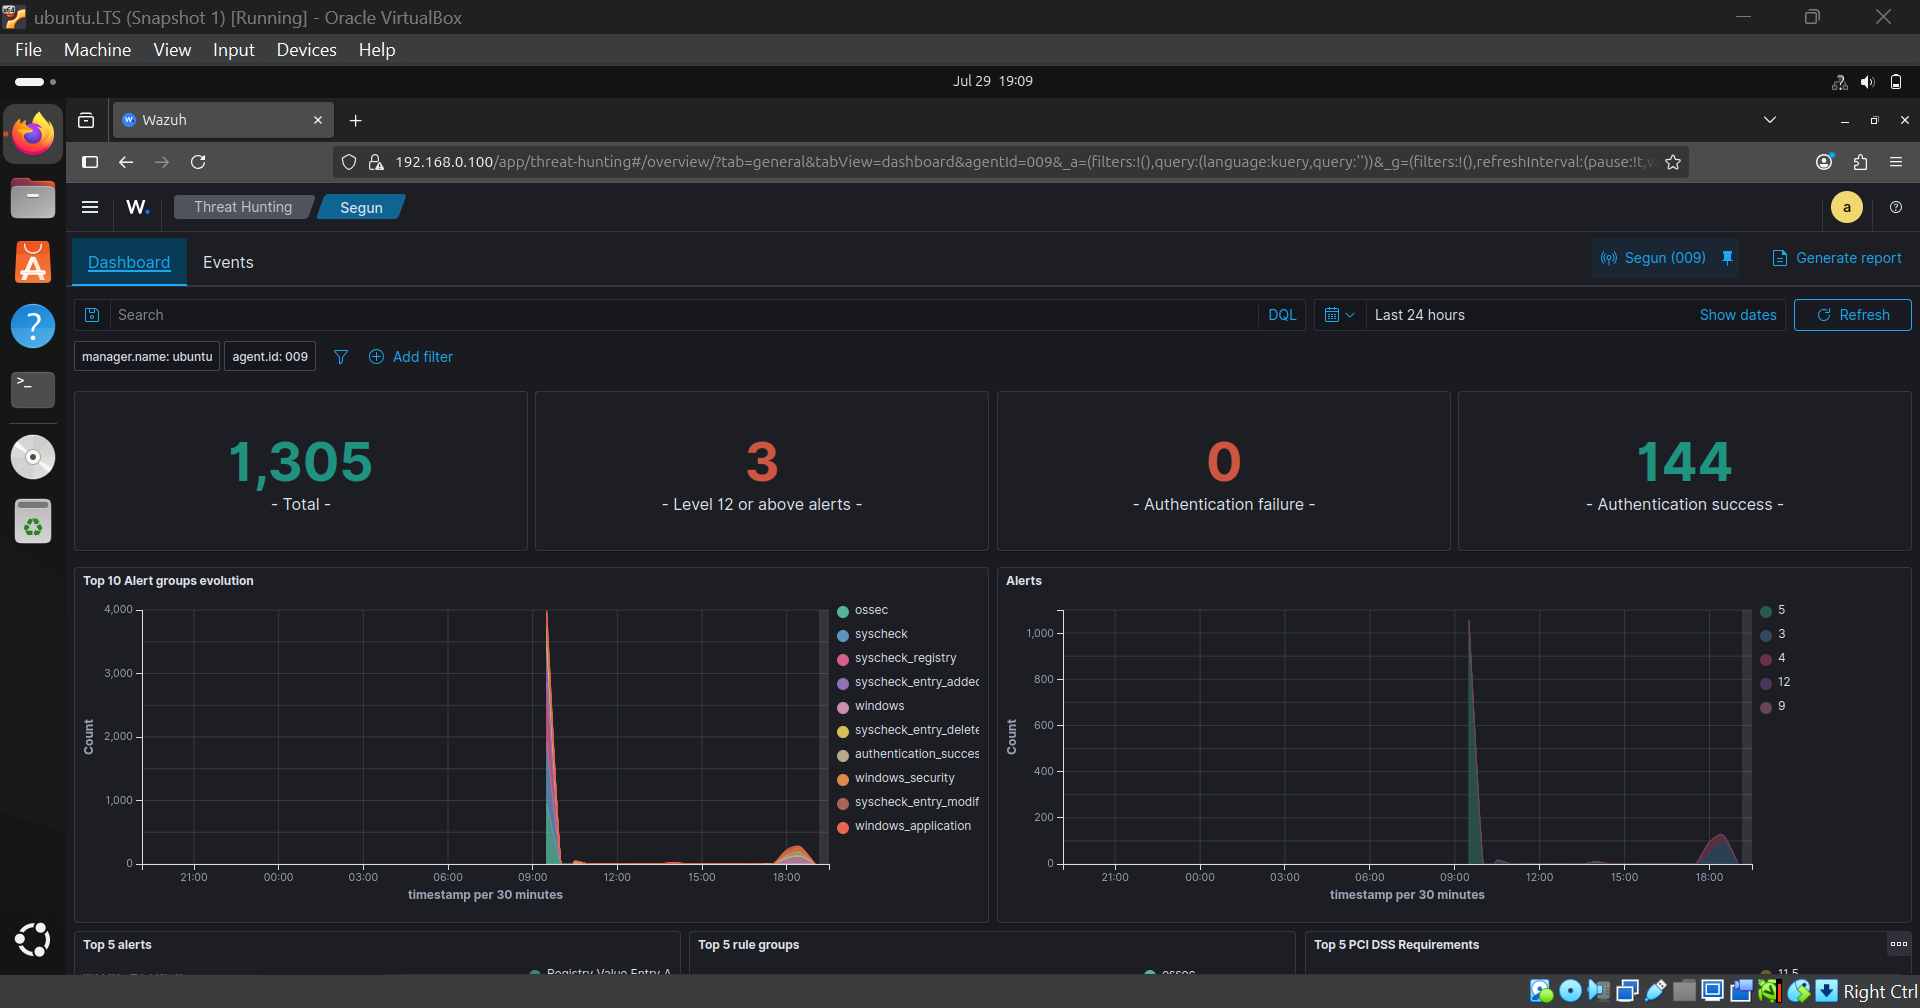 ubuntu.LTS (Snapshot 1) [Running] - Oracle VirtualBox
File Machine View Input Devices Help
Jul 29 19:09
Wazuh
192.168.0.100/app/threat-hunting#/overview/?tab=general&tabView=dashboard&agentId=009&_a=(filters:!(),query:(language:kuery,query:''))&_g=(filters:!(),refreshInterval:(pause:!t,v
W. Threat Hunting Segun a
Dashboard Events Segun (009) Generate report
Search DQL Last 24 hours Show dates Refresh
manager.name: ubuntu agent.id: 009 Add filter
1,305 3 0 144
- Total - - Level 12 or above alerts - - Authentication failure - - Authentication success -
Top 10 Alert groups evolution
4,000
3,000
2,000
1,000
0
Count
21:00 00:00 03:00 06:00 09:00 12:00 15:00 18:00
timestamp per 30 minutes
ossec
syscheck
syscheck_registry
syscheck_entry_added
windows
syscheck_entry_delete
authentication_succes
windows_security
syscheck_entry_modif
windows_application
Alerts
1,000
800
600
400
200
0
Count
21:00 00:00 03:00 06:00 09:00 12:00 15:00 18:00
timestamp per 30 minutes
5
3
4
12
9
Top 5 alerts
Registry Value Entry A
Top 5 rule groups
ossec
Top 5 PCI DSS Requirements
11.5
Right Ctrl